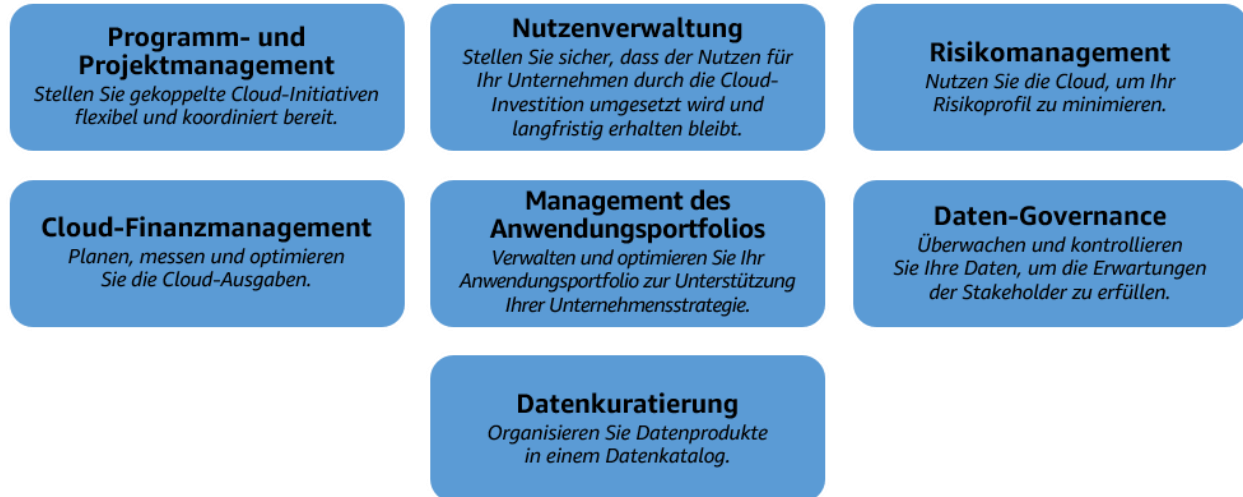 Programm- und
Projektmanagement
Stellen Sie gekoppelte Cloud-Initiativen
flexibel und koordiniert bereit.
Nutzenverwaltung
Stellen Sie sicher, dass der Nutzen für
Ihr Unternehmen durch die Cloud-
Investition umgesetzt wird und
langfristig erhalten bleibt.
Risikomanagement
Nutzen Sie die Cloud, um Ihr
Risikoprofil zu minimieren.
Cloud-Finanzmanagement
Planen, messen und optimieren
Sie die Cloud-Ausgaben.
Management des
Anwendungsportfolios
Verwalten und optimieren Sie Ihr
Anwendungsportfolio zur Unterstützung
Ihrer Unternehmensstrategie.
Daten-Governance
Überwachen und kontrollieren
Sie Ihre Daten, um die Erwartungen
der Stakeholder zu erfüllen.
Datenkuratierung
Organisieren Sie Datenprodukte
in einem Datenkatalog.